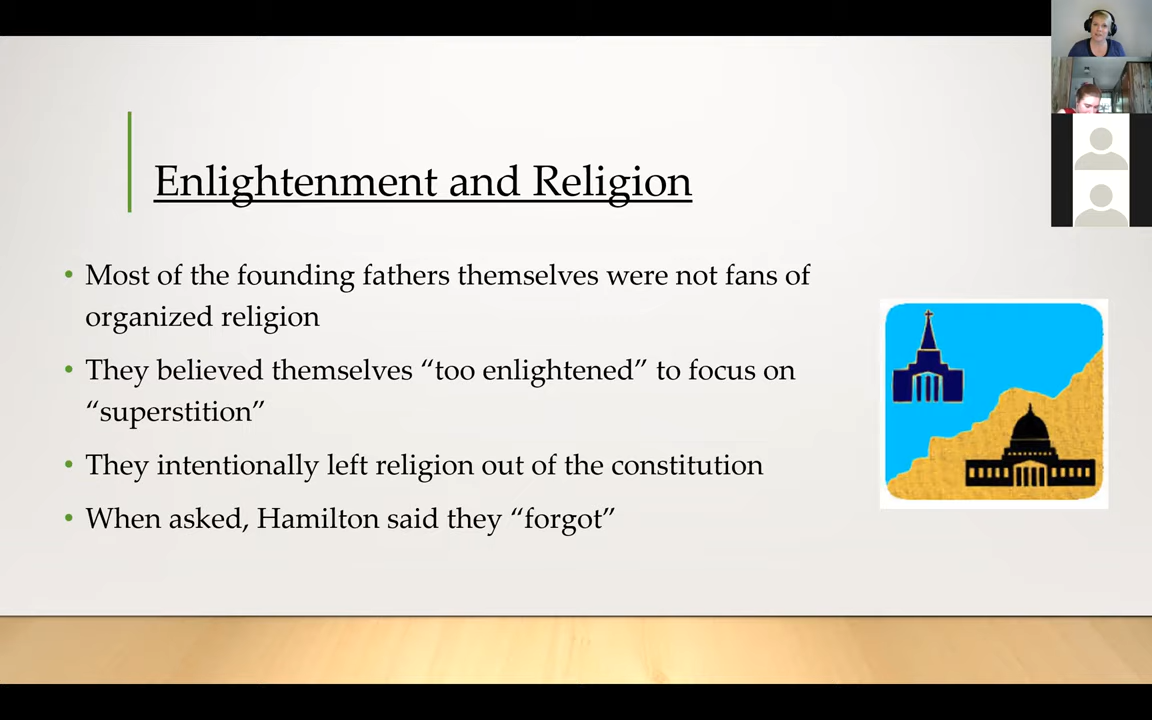 Enlightenment and Religion
• Most of the founding fathers themselves were not fans of
organized religion
• They believed themselves “too enlightened” to focus on
“superstition”
• They intentionally left religion out of the constitution
• When asked, Hamilton said they “forgot”